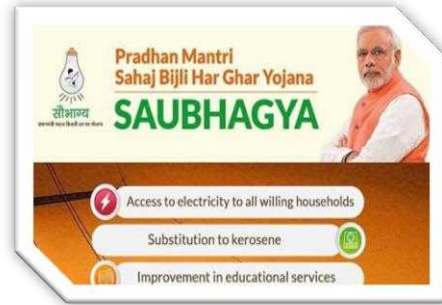 Pradhan Mantri
Sahaj Bijli Har Ghar Yojana
सौभाग्य
SAUBHAGYA
Access to electricity to all willing households
Substitution to kerosene
Improvement in educational services